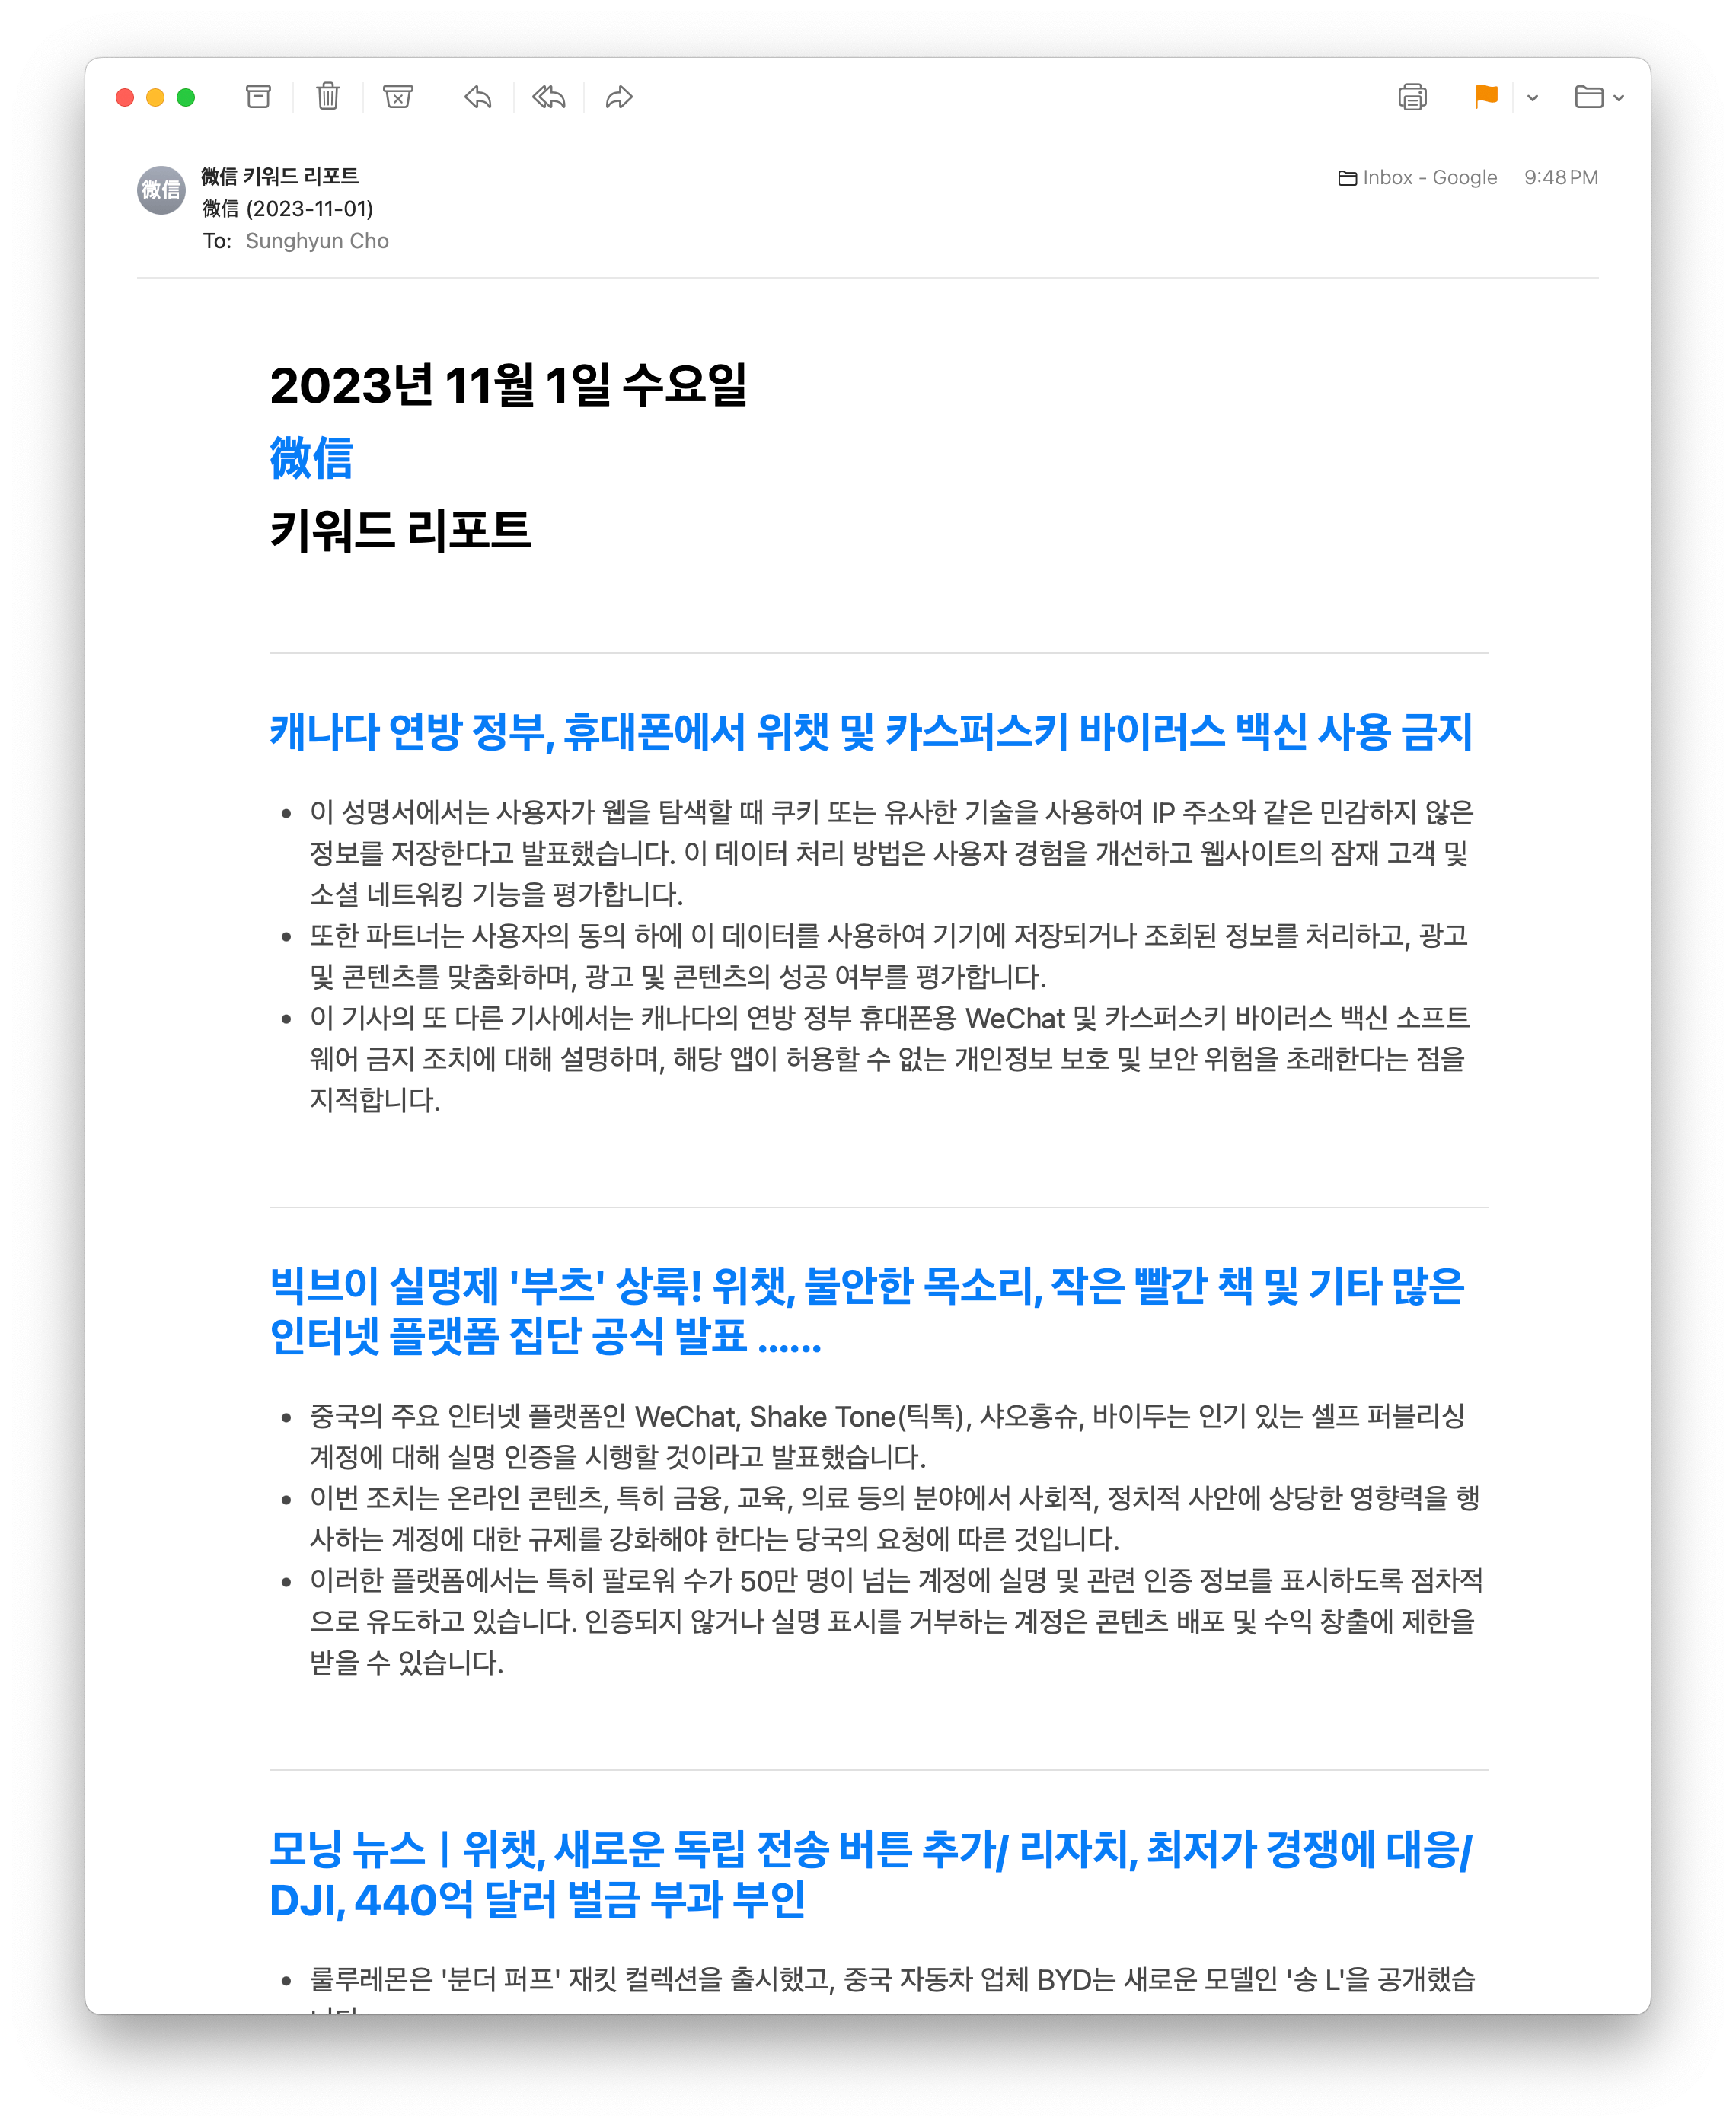 微信
微信 키워드 리포트
Inbox - Google 9:48 PM
微信 (2023-11-01)
To: Sunghyun Cho
2023년 11월 1일 수요일
微信
키워드 리포트
캐나다 연방 정부, 휴대폰에서 위챗 및 카스퍼스키 바이러스 백신 사용 금지
• 이 성명서에서는 사용자가 웹을 탐색할 때 쿠키 또는 유사한 기술을 사용하여 IP 주소와 같은 민감하지 않은
정보를 저장한다고 발표했습니다. 이 데이터 처리 방법은 사용자 경험을 개선하고 웹사이트의 잠재 고객 및
소셜 네트워킹 기능을 평가합니다.
• 또한 파트너는 사용자의 동의 하에 이 데이터를 사용하여 기기에 저장되거나 조회된 정보를 처리하고, 광고
및 콘텐츠를 맞춤화하며, 광고 및 콘텐츠의 성공 여부를 평가합니다.
• 이 기사의 또 다른 기사에서는 캐나다의 연방 정부 휴대폰용 WeChat 및 카스퍼스키 바이러스 백신 소프트
웨어 금지 조치에 대해 설명하며, 해당 앱이 허용할 수 없는 개인정보 보호 및 보안 위험을 초래한다는 점을
지적합니다.
빅브이 실명제 '부츠' 상륙! 위챗, 불안한 목소리, 작은 빨간 책 및 기타 많은
인터넷 플랫폼 집단 공식 발표 ......
• 중국의 주요 인터넷 플랫폼인 WeChat, Shake Tone(틱톡), 샤오홍슈, 바이두는 인기 있는 셀프 퍼블리싱
계정에 대해 실명 인증을 시행할 것이라고 발표했습니다.
• 이번 조치는 온라인 콘텐츠, 특히 금융, 교육, 의료 등의 분야에서 사회적, 정치적 사안에 상당한 영향력을 행
사하는 계정에 대한 규제를 강화해야 한다는 당국의 요청에 따른 것입니다.
• 이러한 플랫폼에서는 특히 팔로워 수가 50만 명이 넘는 계정에 실명 및 관련 인증 정보를 표시하도록 점차적
으로 유도하고 있습니다. 인증되지 않거나 실명 표시를 거부하는 계정은 콘텐츠 배포 및 수익 창출에 제한을
받을 수 있습니다.
모닝 뉴스 | 위챗, 새로운 독립 전송 버튼 추가/ 리자치, 최저가 경쟁에 대응/
DJI, 440억 달러 벌금 부과 부인
• 룰루레몬은 '분더 퍼프' 재킷 컬렉션을 출시했고, 중국 자동차 업체 BYD는 새로운 모델인 '송 L'을 공개했습